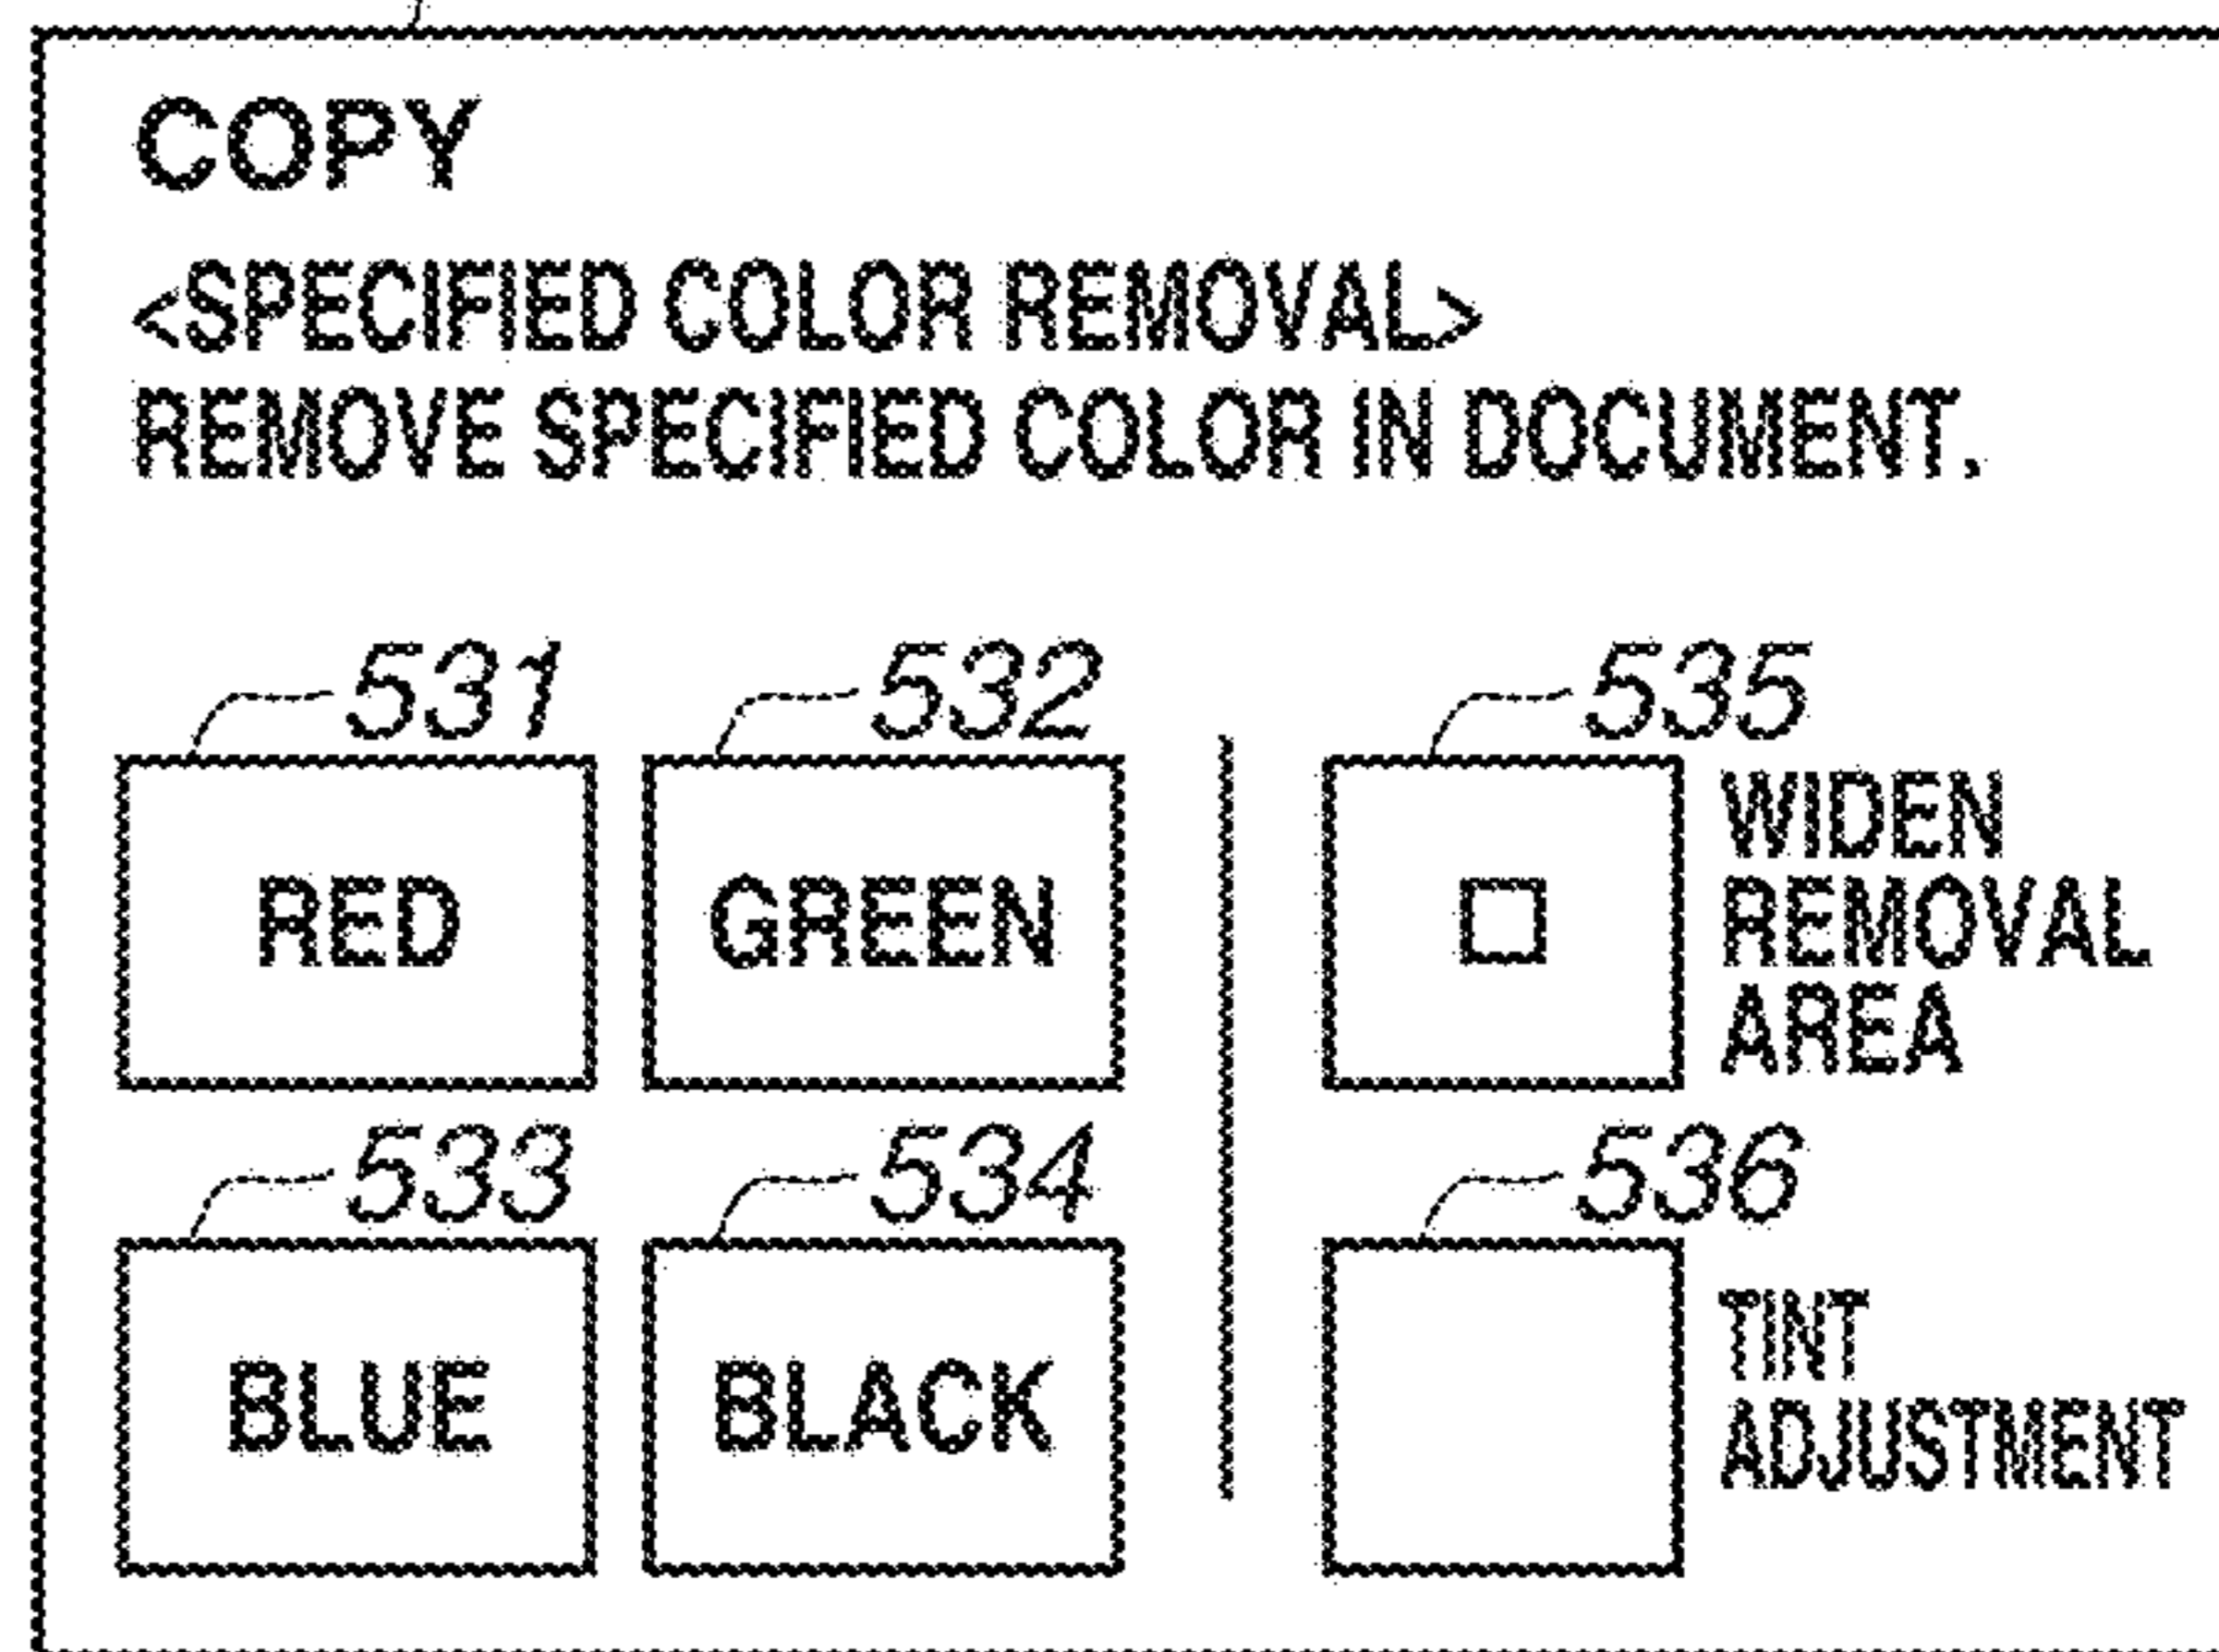 COPY
<SPECIFIED COLOR REMOVAL>
REMOVE SPECIFIED COLOR IN DOCUMENT.
531
532
535
RED
GREEN
WIDEN
REMOVAL
AREA
533
534
536
BLUE
BLACK
TINT
ADJUSTMENT